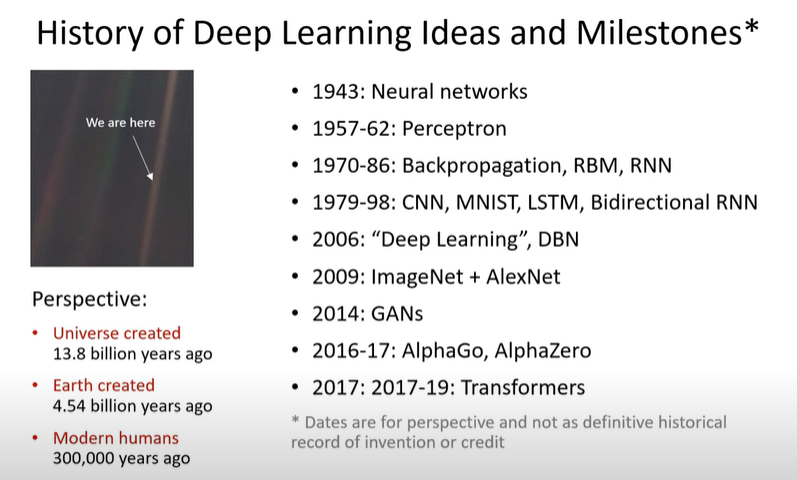 History of Deep Learning Ideas and Milestones*
We are here
Perspective:
• Universe created
13.8 billion years ago
• Earth created
4.54 billion years ago
• Modern humans
300,000 years ago
• 1943: Neural networks
• 1957-62: Perceptron
• 1970-86: Backpropagation, RBM, RNN
• 1979-98: CNN, MNIST, LSTM, Bidirectional RNN
• 2006: “Deep Learning”, DBN
• 2009: ImageNet + AlexNet
• 2014: GANs
• 2016-17: AlphaGo, AlphaZero
• 2017: 2017-19: Transformers
* Dates are for perspective and not as definitive historical
record of invention or credit